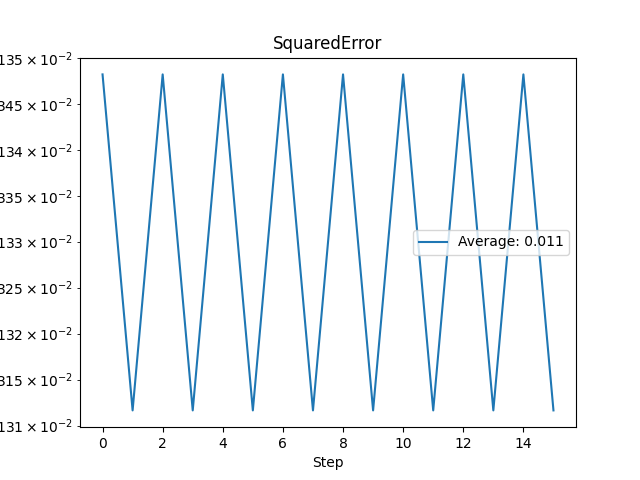 SquaredError
135 × 10⁻²
345 × 10⁻²
134 × 10⁻²
335 × 10⁻²
133 × 10⁻²
325 × 10⁻²
132 × 10⁻²
315 × 10⁻²
131 × 10⁻²
Average: 0.011
0 2 4 6 8 10 12 14
Step